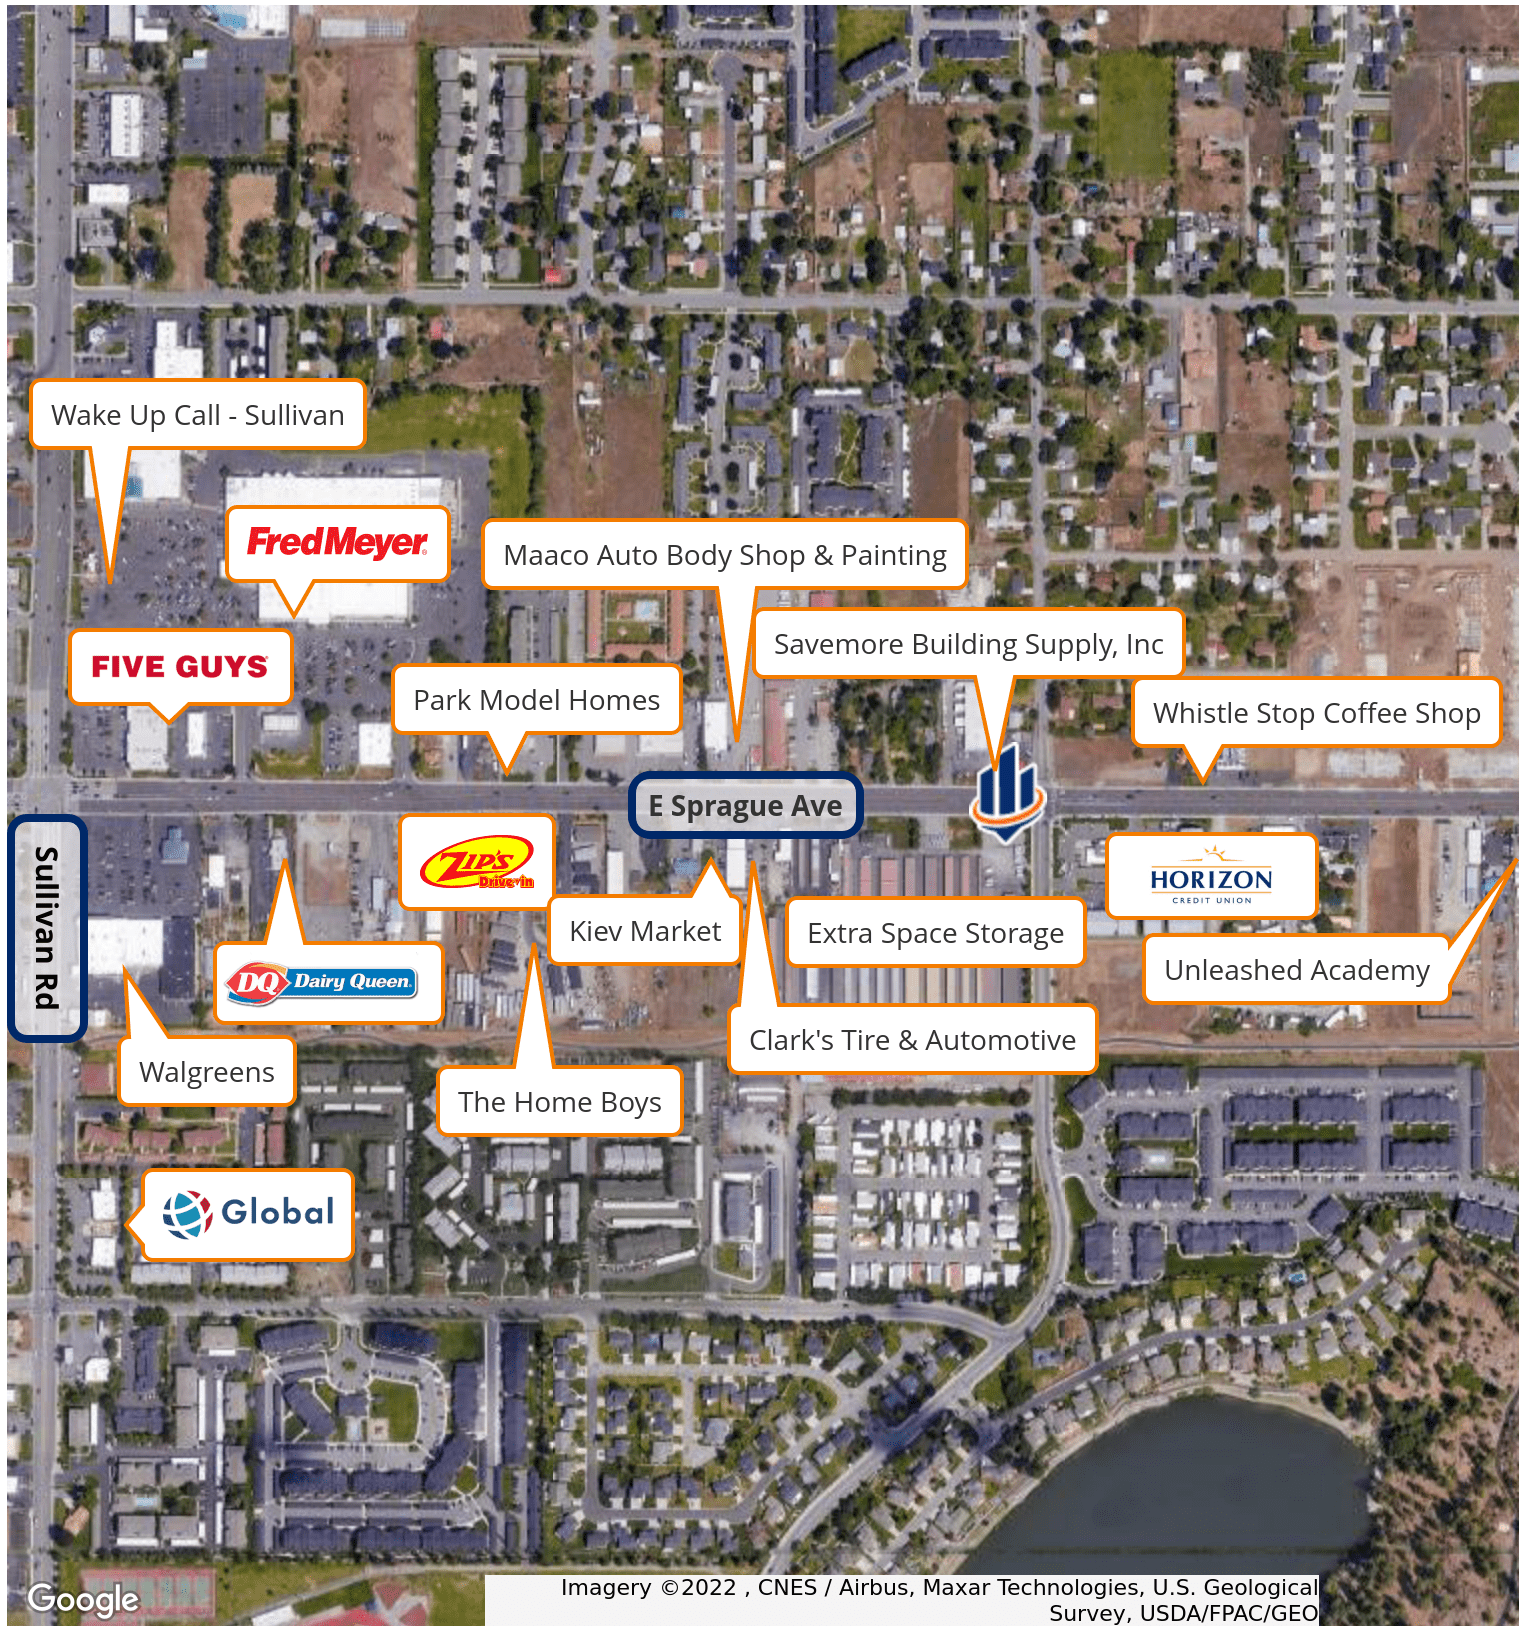 Wake Up Call - Sullivan
FredMeyer
Maaco Auto Body Shop & Painting
FIVE GUYS
Savemore Building Supply, Inc
Park Model Homes
Whistle Stop Coffee Shop
E Sprague Ave
Sullivan Rd
ZIP'S
Drive in
HORIZON
CREDIT UNION
Kiev Market
Extra Space Storage
Unleashed Academy
DQ Dairy Queen
Clark's Tire & Automotive
Walgreens
The Home Boys
Global
Google
Imagery ©2022 , CNES / Airbus, Maxar Technologies, U.S. Geological
Survey, USDA/FPAC/GEO